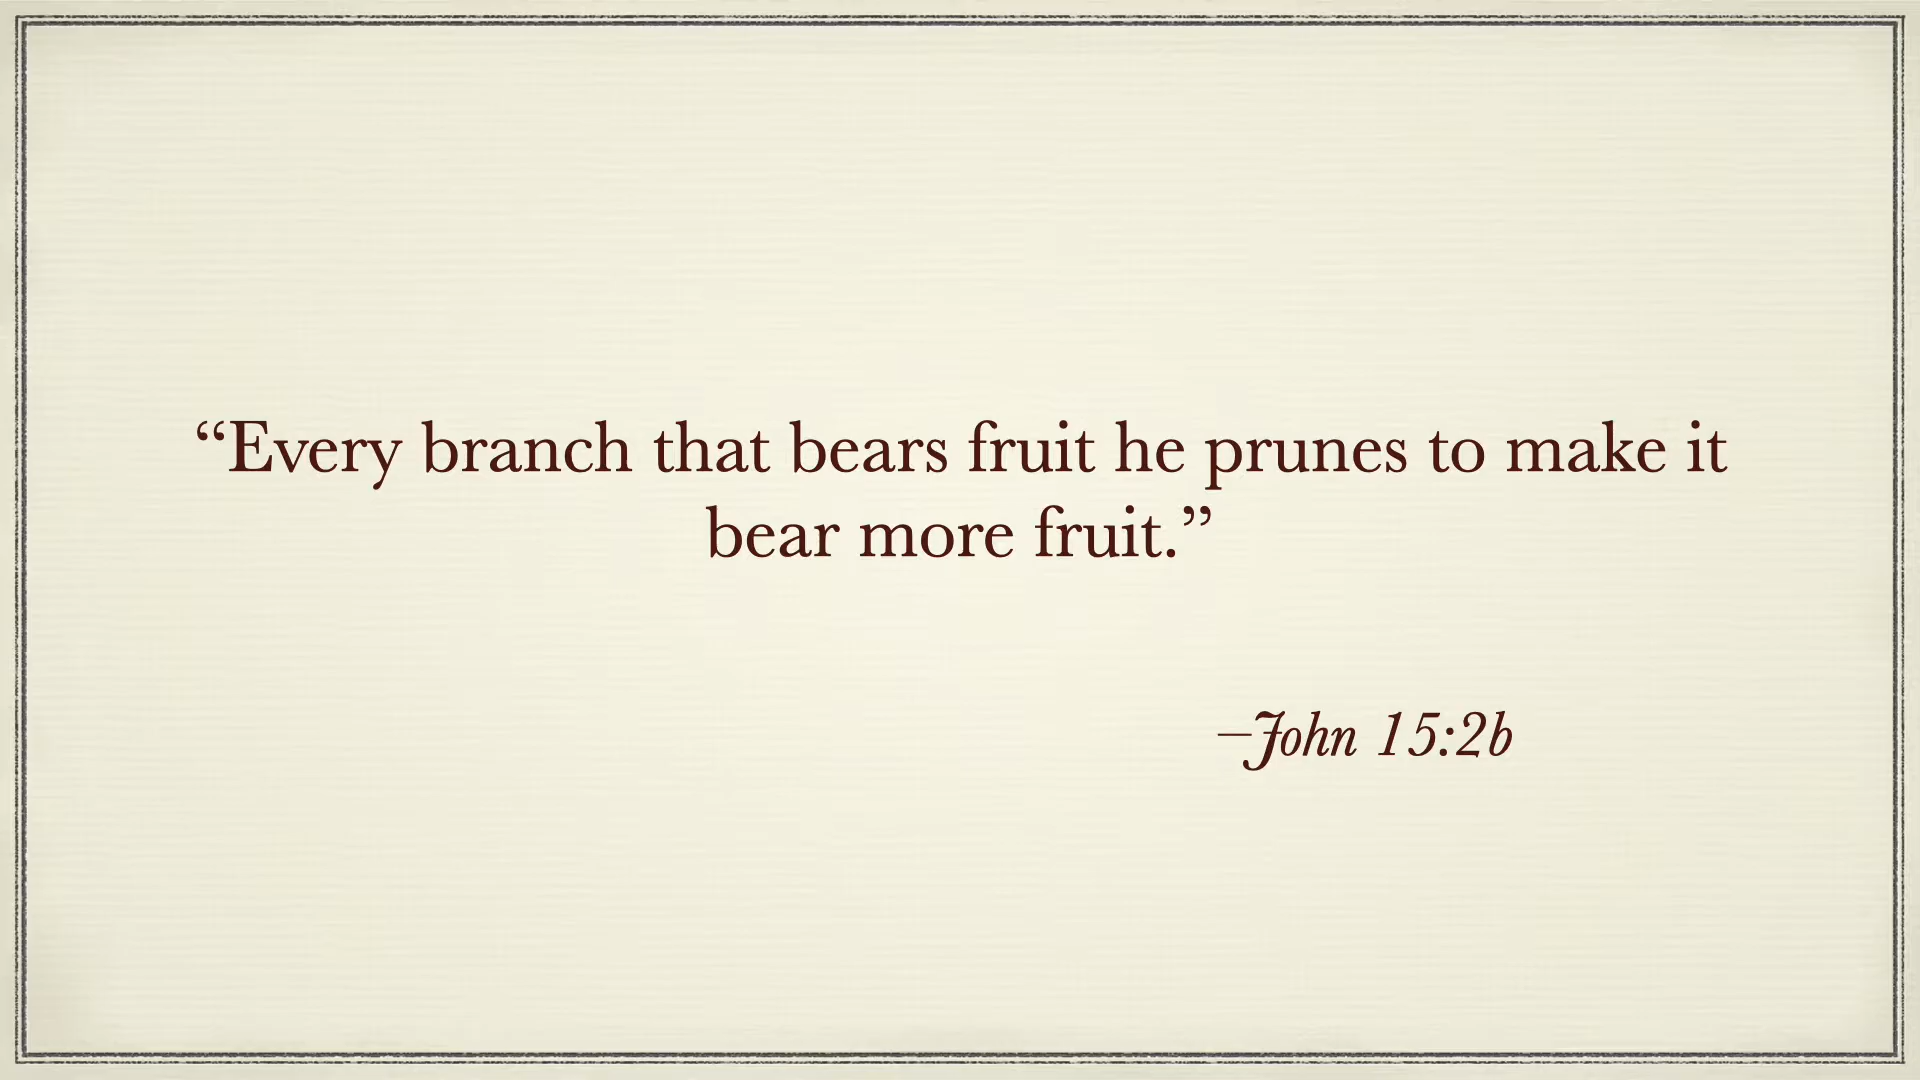 “Every branch that bears fruit he prunes to make it
bear more fruit.”
–John 15:2b